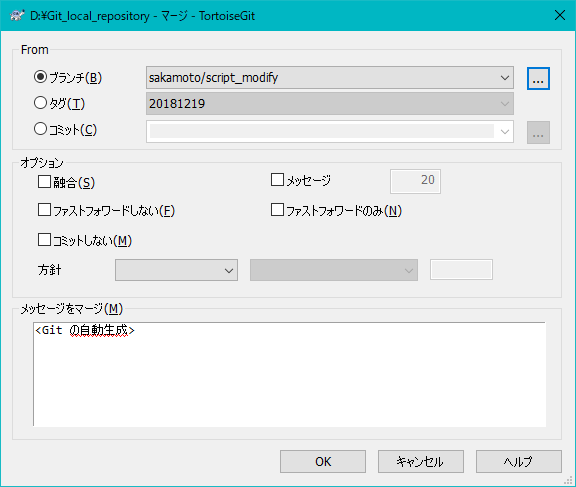 D:¥Git_local_repository - マージ - TortoiseGit
From
ブランチ(B) sakamoto/script_modify ...
タグ(T) 20181219
コミット(C) ...
オプション
融合(S) メッセージ 20
ファストフォワードしない(F) ファストフォワードのみ(N)
コミットしない(M)
方針
メッセージをマージ(M)
<Git の自動生成>
OK キャンセル ヘルプ